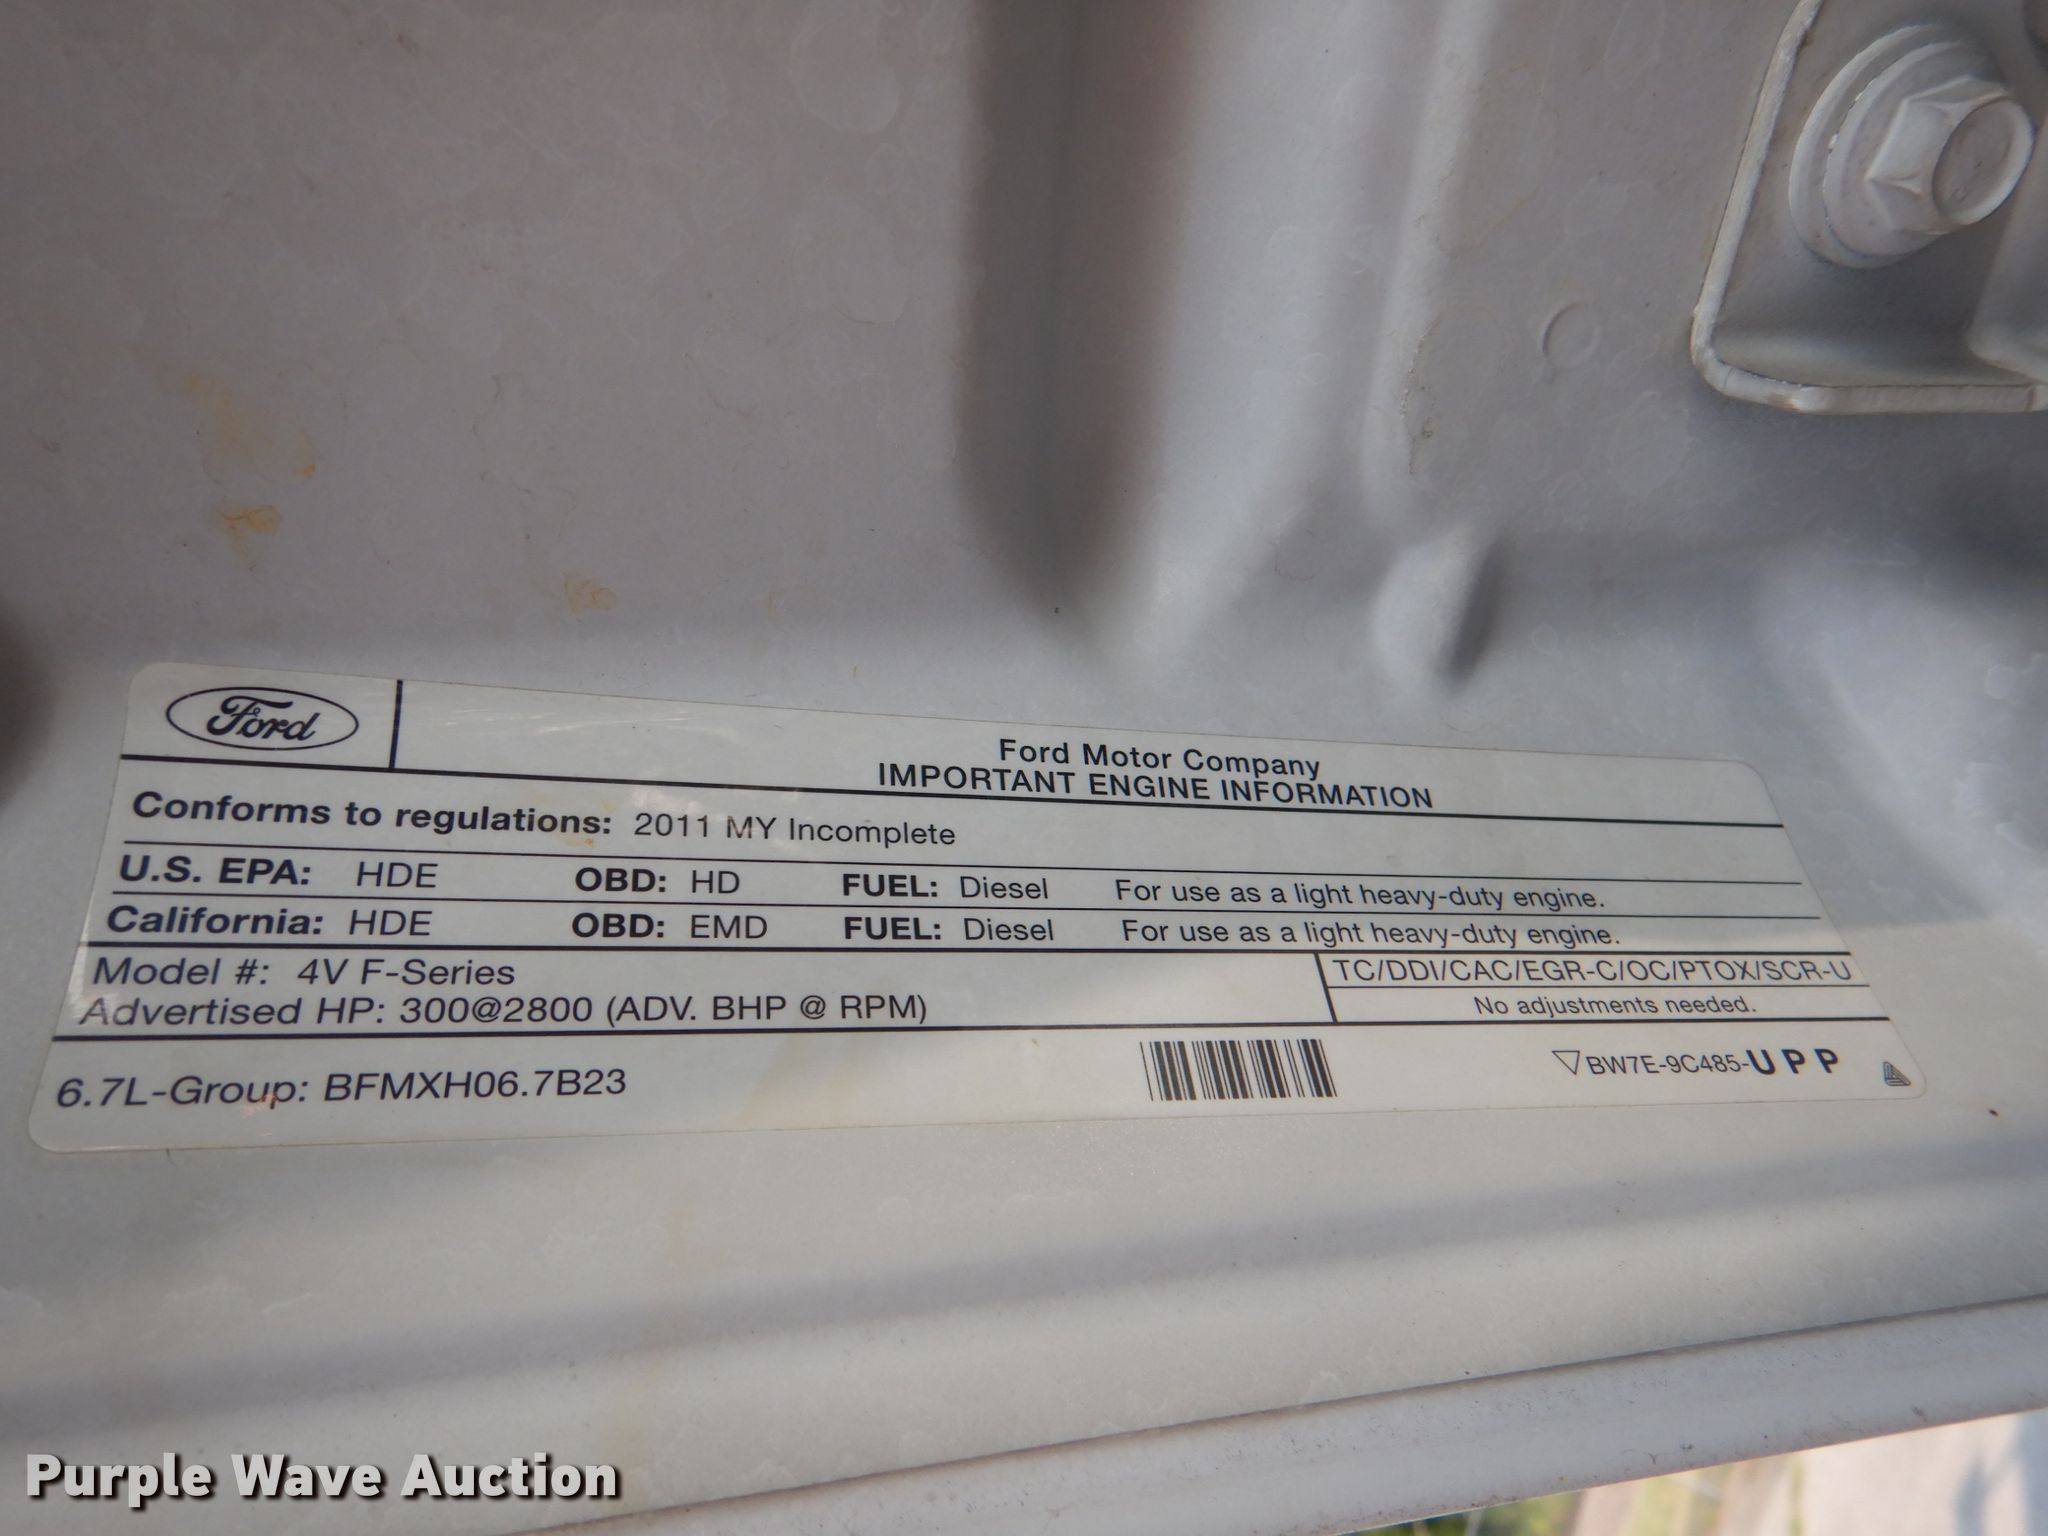 Ford
Ford Motor Company
IMPORTANT ENGINE INFORMATION
Conforms to regulations: 2011 MY Incomplete
U.S. EPA: HDE OBD: HD FUEL: Diesel For use as a light heavy-duty engine.
California: HDE OBD: EMD FUEL: Diesel For use as a light heavy-duty engine.
Model #: 4V F-Series
Advertised HP: 300@2800 (ADV. BHP @ RPM)
TC/DDI/CAC/EGR-C/OC/PTOX/SCR-U
No adjustments needed.
6.7L-Group: BFMXH06.7B23
BW7E-9C485-UPP
Purple Wave Auction